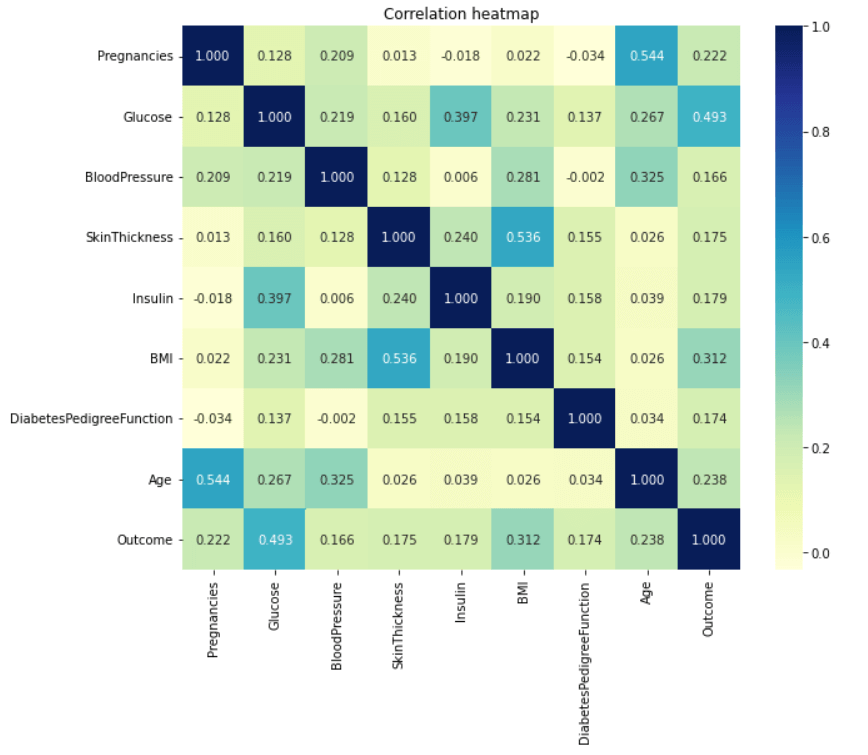 Correlation heatmap
Pregnancies 1.000 0.128 0.209 0.013 -0.018 0.022 -0.034 0.544 0.222
Glucose 0.128 1.000 0.219 0.160 0.397 0.231 0.137 0.267 0.493
BloodPressure 0.209 0.219 1.000 0.128 0.006 0.281 -0.002 0.325 0.166
SkinThickness 0.013 0.160 0.128 1.000 0.240 0.536 0.155 0.026 0.175
Insulin -0.018 0.397 0.006 0.240 1.000 0.190 0.158 0.039 0.179
BMI 0.022 0.231 0.281 0.536 0.190 1.000 0.154 0.026 0.312
DiabetesPedigreeFunction -0.034 0.137 -0.002 0.155 0.158 0.154 1.000 0.034 0.174
Age 0.544 0.267 0.325 0.026 0.039 0.026 0.034 1.000 0.238
Outcome 0.222 0.493 0.166 0.175 0.179 0.312 0.174 0.238 1.000
Pregnancies
Glucose
BloodPressure
SkinThickness
Insulin
BMI
DiabetesPedigreeFunction
Age
Outcome
1.0
0.8
0.6
0.4
0.2
0.0